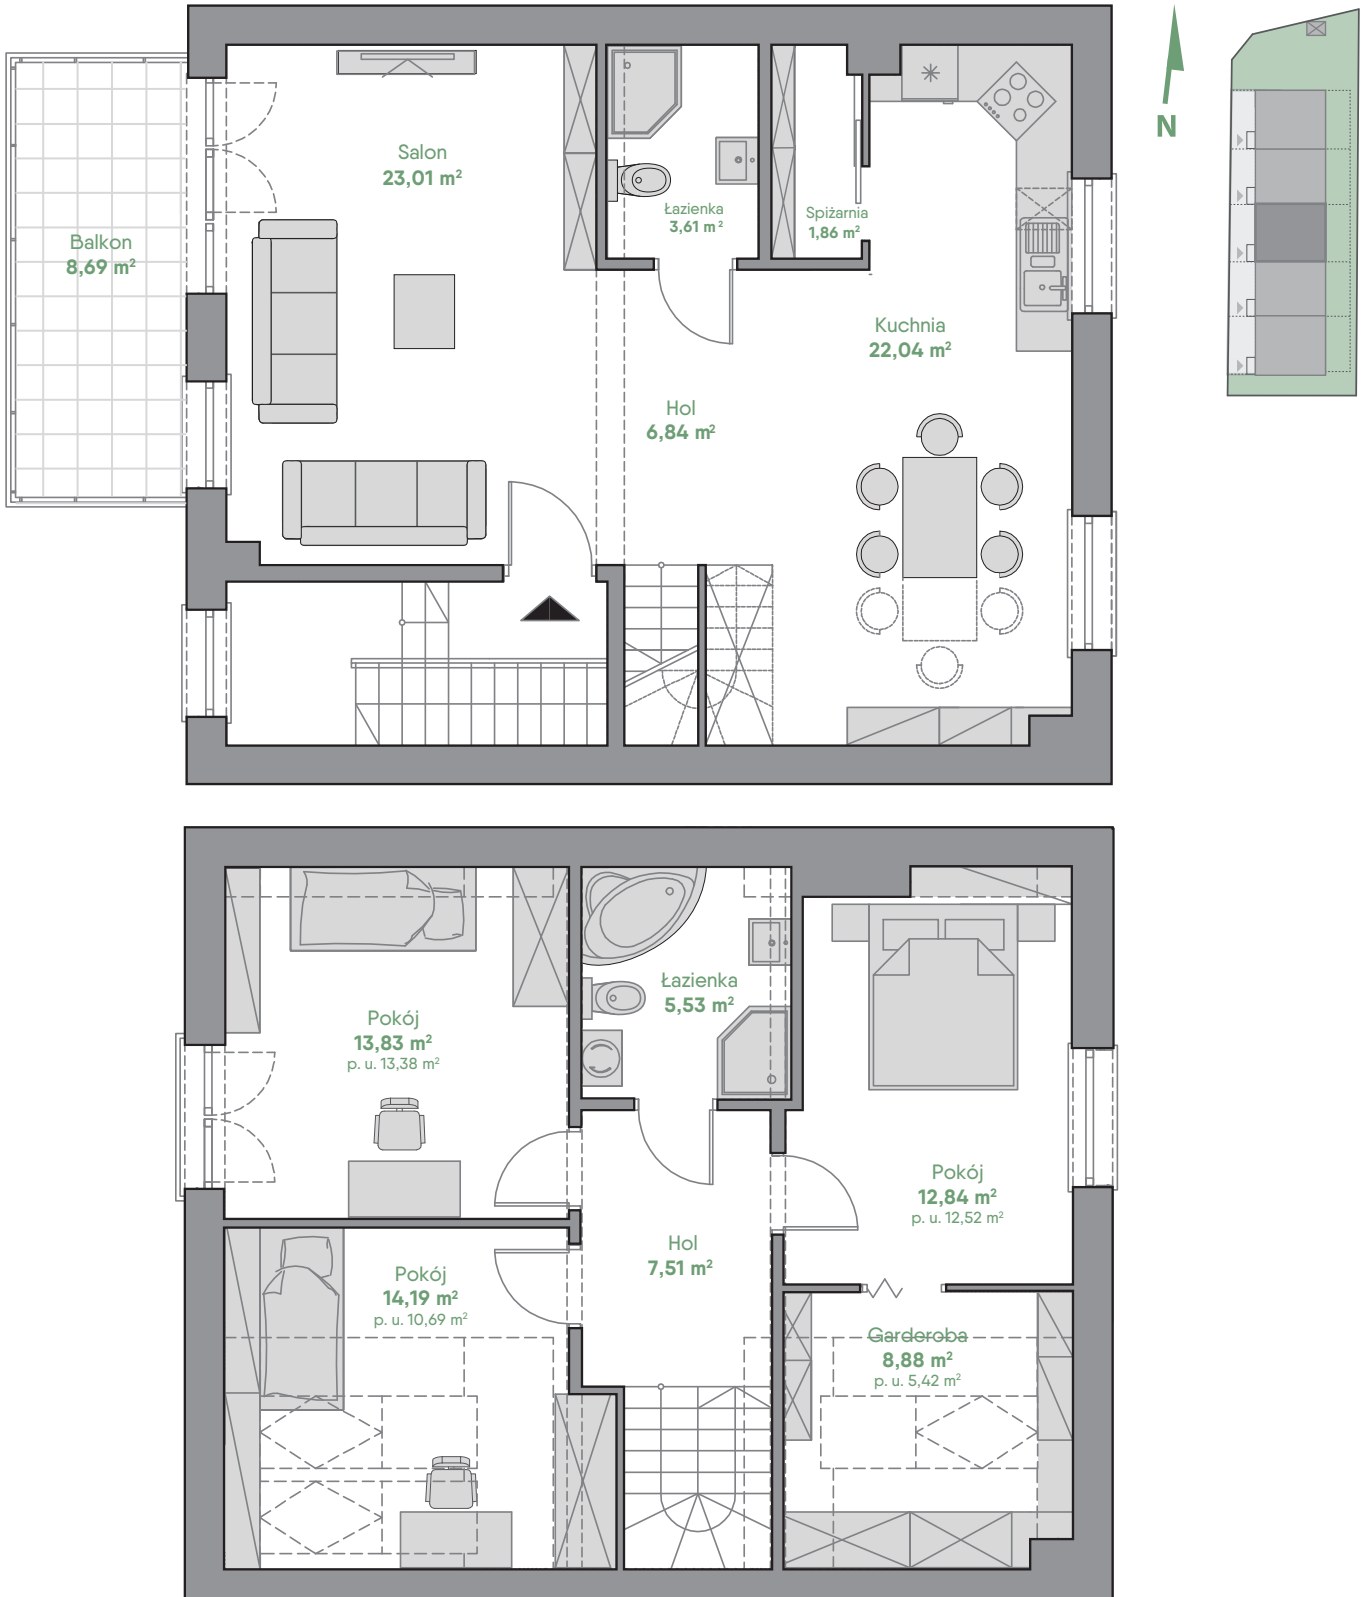 N
Salon
23,01 m²
Łazienka
3,61 m²
Spiżarnia
1,86 m²
Balkon
8,69 m²
Kuchnia
22,04 m²
Hol
6,84 m²
Łazienka
5,53 m²
Pokój
13,83 m²
p. u. 13,38 m²
Pokój
12,84 m²
p. u. 12,52 m²
Hol
7,51 m²
Pokój
14,19 m²
p. u. 10,69 m²
Garderoba
8,88 m²
p. u. 5,42 m²